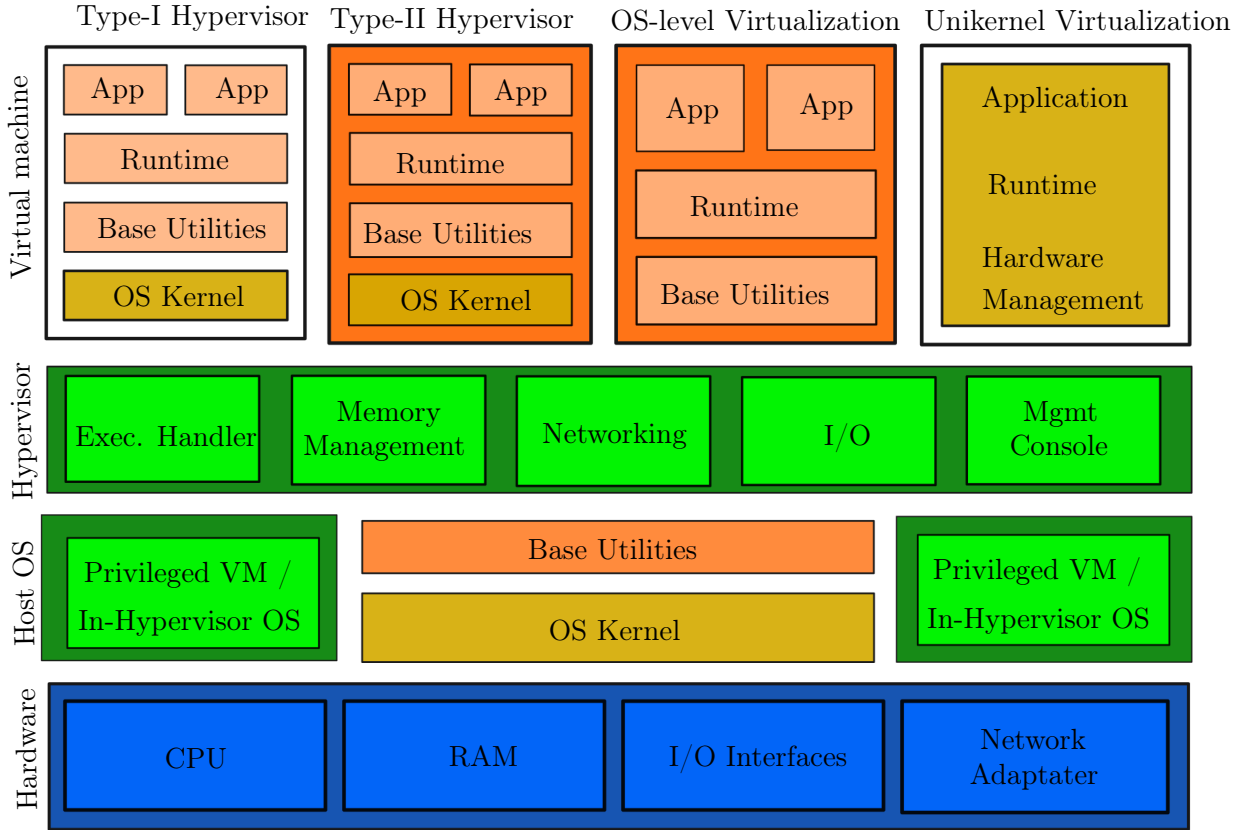 Type-I Hypervisor
Type-II Hypervisor
OS-level Virtualization
Unikernel Virtualization
Virtual machine
App
App
Runtime
Base Utilities
OS Kernel
App
App
Runtime
Base Utilities
OS Kernel
App
App
Runtime
Base Utilities
Application
Runtime
Hardware
Management
Hypervisor
Exec. Handler
Memory
Management
Networking
I/O
Mgmt
Console
Host OS
Privileged VM /
In-Hypervisor OS
Base Utilities
OS Kernel
Privileged VM /
In-Hypervisor OS
Hardware
CPU
RAM
I/O Interfaces
Network
Adaptater